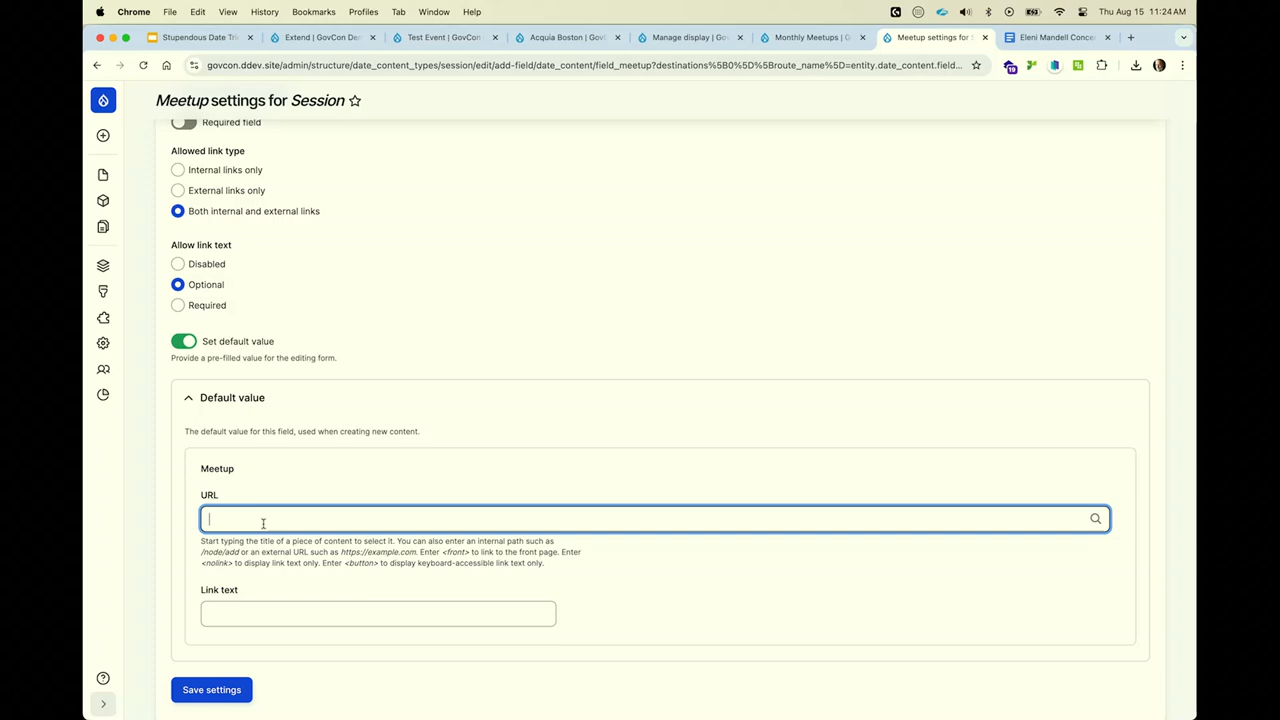 Chrome File Edit View History Bookmarks Profiles Tab Window Help Thu Aug 15 11:24 AM
Stupendous Date Tri Extend | GovCon De Test Event | GovCon Acquia Boston | Gov Manage display | Go Monthly Meetups | G Meetup settings for S Eleni Mandell Conce
govcon.ddev.site/admin/structure/date_content_types/session/edit/add-field/date_content/field_meetup?destinations%5B0%5D%5Broute_name%5D=entity.date_content.field...
19
Meetup settings for Session
Required field
Allowed link type
Internal links only
External links only
Both internal and external links
Allow link text
Disabled
Optional
Required
Set default value
Provide a pre-filled value for the editing form.
Default value
The default value for this field, used when creating new content.
Meetup
URL
Start typing the title of a piece of content to select it. You can also enter an internal path such as
/node/add or an external URL such as https://example.com. Enter <front> to link to the front page. Enter
<nolink> to display link text only. Enter <button> to display keyboard-accessible link text only.
Link text
Save settings